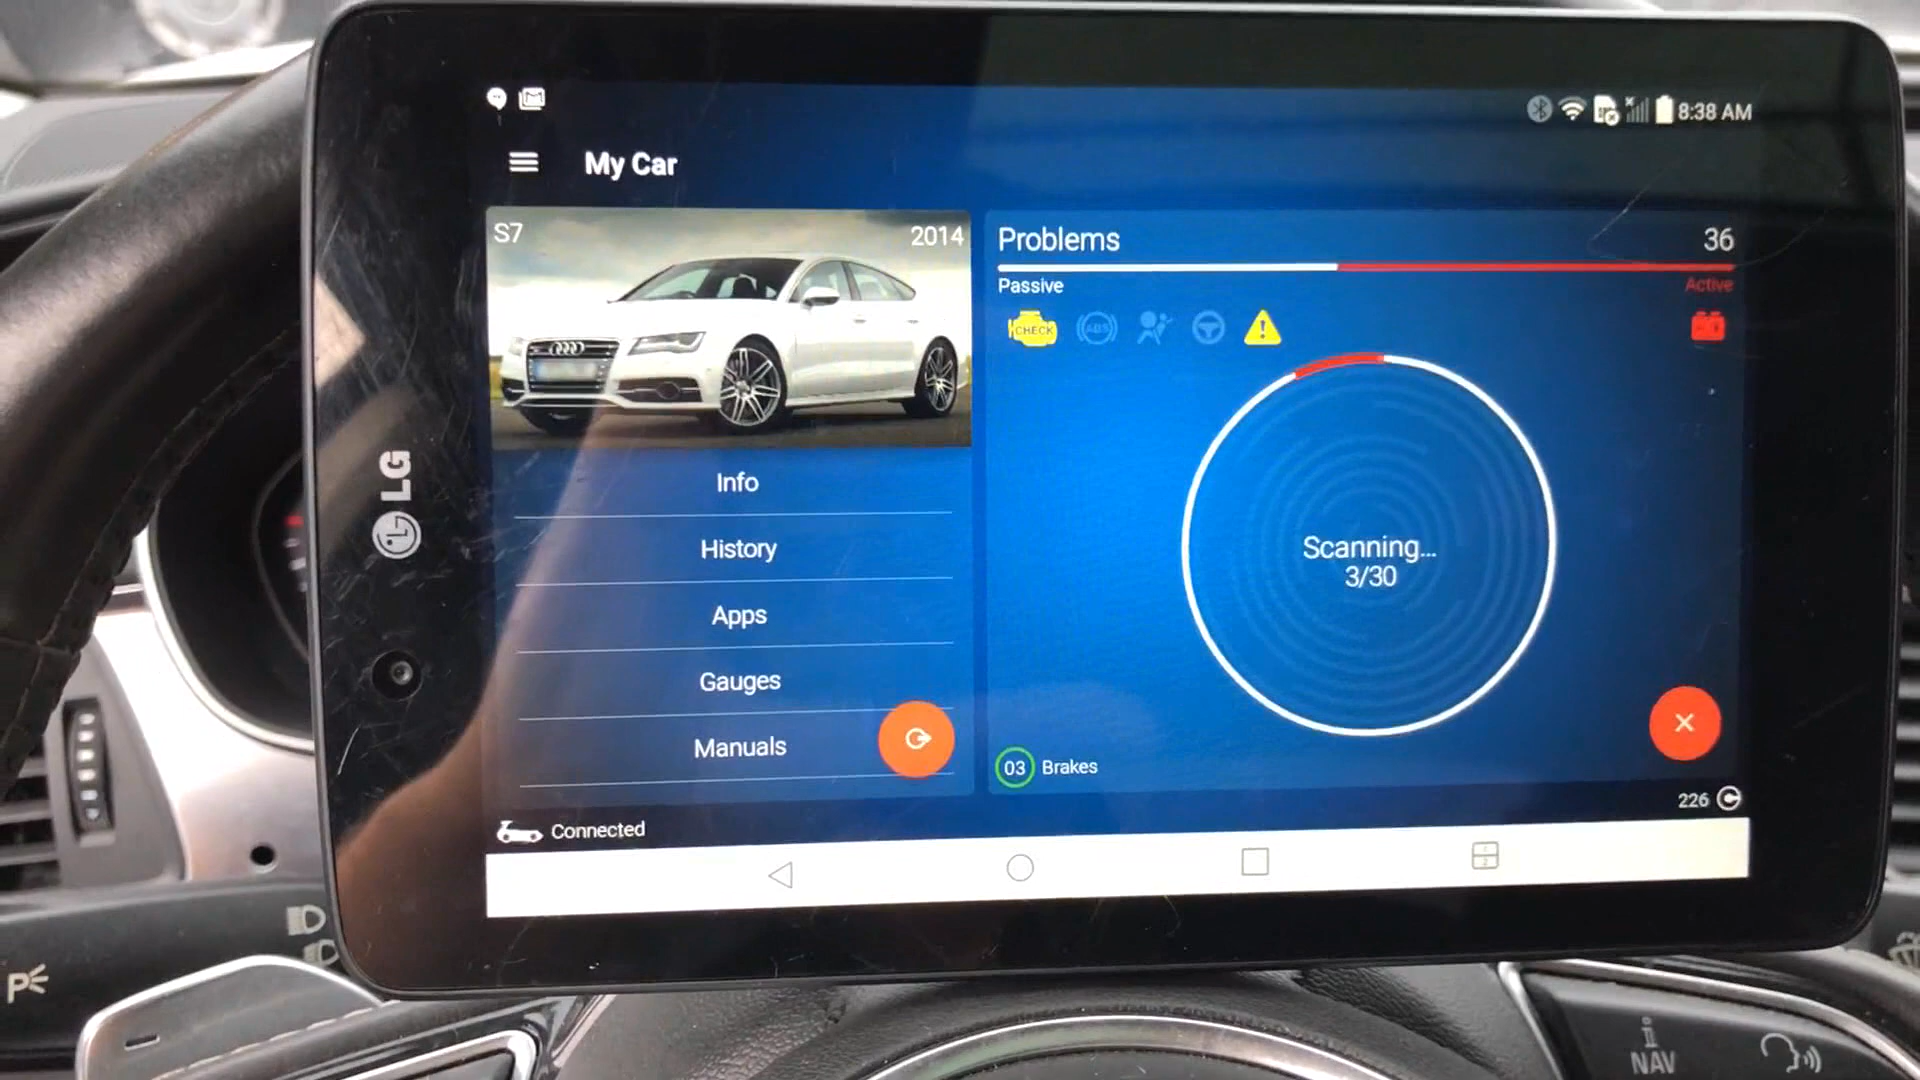 8:38 AM
My Car
S7
2014
Problems
36
Passive
Active
CHECK
ABS
Info
Scanning...
3/30
History
Apps
Gauges
Manuals
03 Brakes
226
Connected
LG
P
NAV